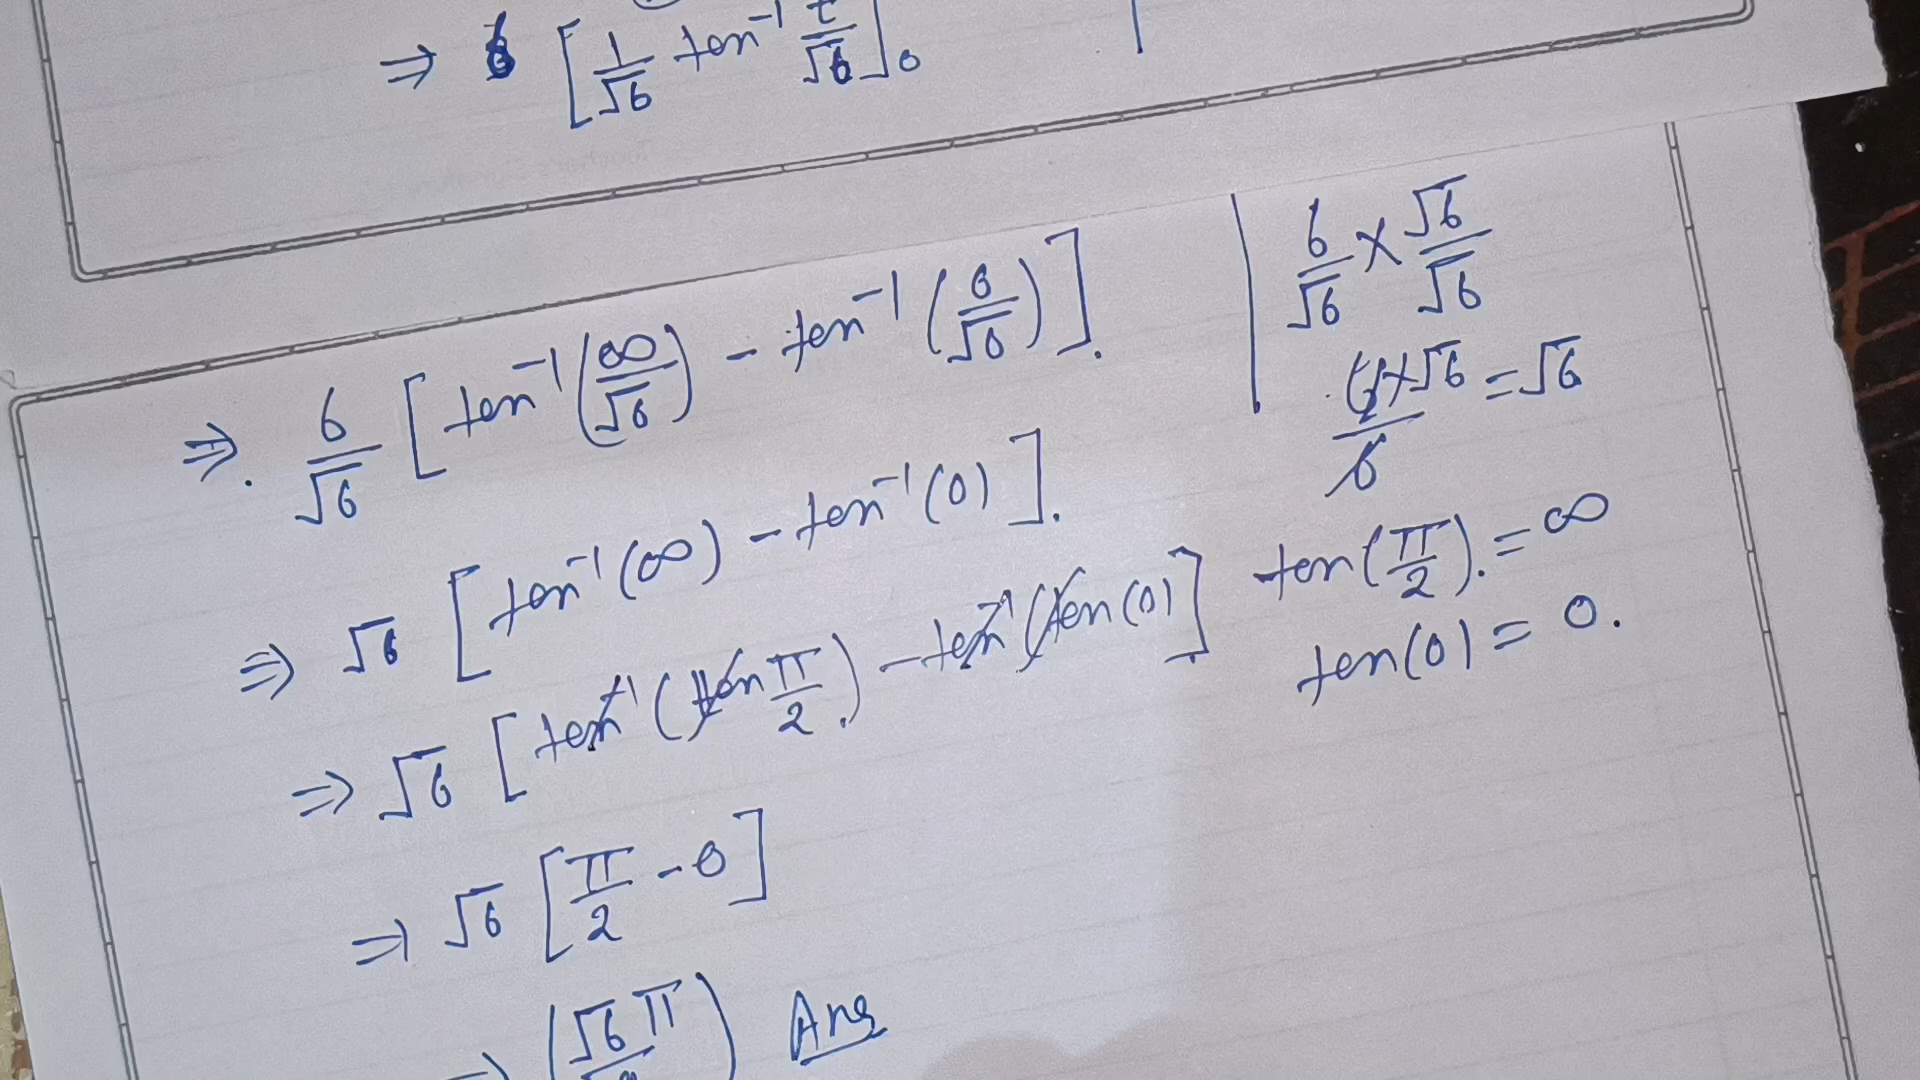 ⇒ 6 [ 1/√6 tan⁻¹ t/√6 ]₀
⇒. 6/√6 [ tan⁻¹(∞/√6) - tan⁻¹(0/√6) ].
6/√6 × √6/√6
6×√6/6 = √6
⇒ √6 [ tan⁻¹(∞) - tan⁻¹(0) ].
tan(π/2). = ∞
⇒ √6 [ tan⁻¹(tan π/2.) - tan⁻¹(tan(0) ]
tan(0) = 0.
⇒ √6 [ π/2 - 0 ]
⇒ (√6 π/2) Ans